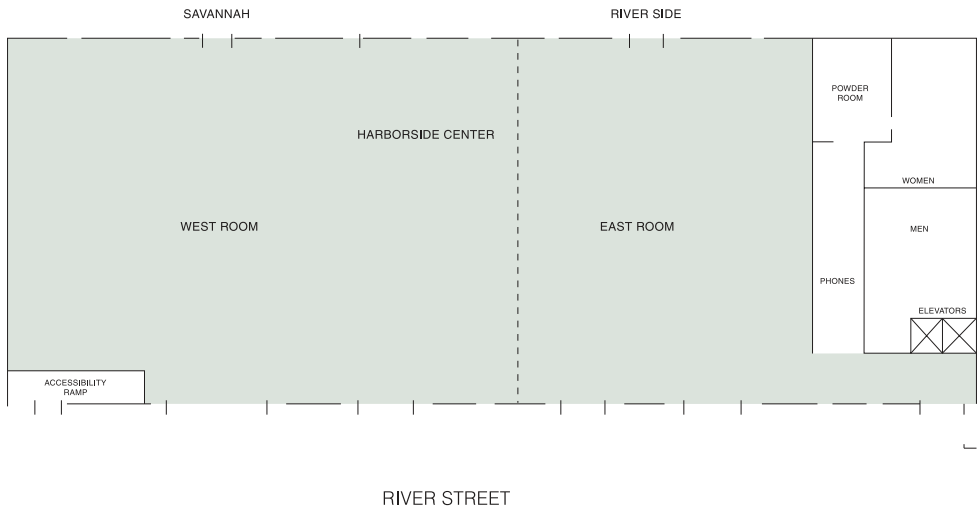 SAVANNAH
RIVER SIDE
POWDER
ROOM
HARBORSIDE CENTER
WOMEN
WEST ROOM
EAST ROOM
MEN
PHONES
ELEVATORS
ACCESSIBILITY
RAMP
RIVER STREET